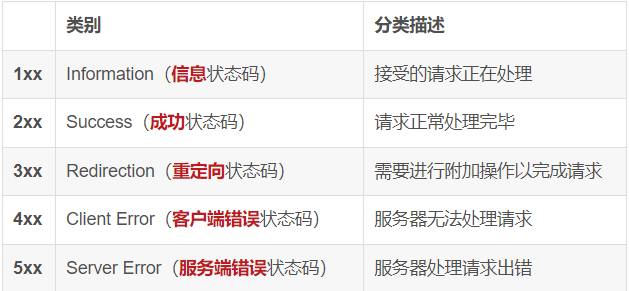 类别 分类描述
1xx Information（信息状态码） 接受的请求正在处理
2xx Success（成功状态码） 请求正常处理完毕
3xx Redirection（重定向状态码） 需要进行附加操作以完成请求
4xx Client Error（客户端错误状态码） 服务器无法处理请求
5xx Server Error（服务端错误状态码） 服务器处理请求出错